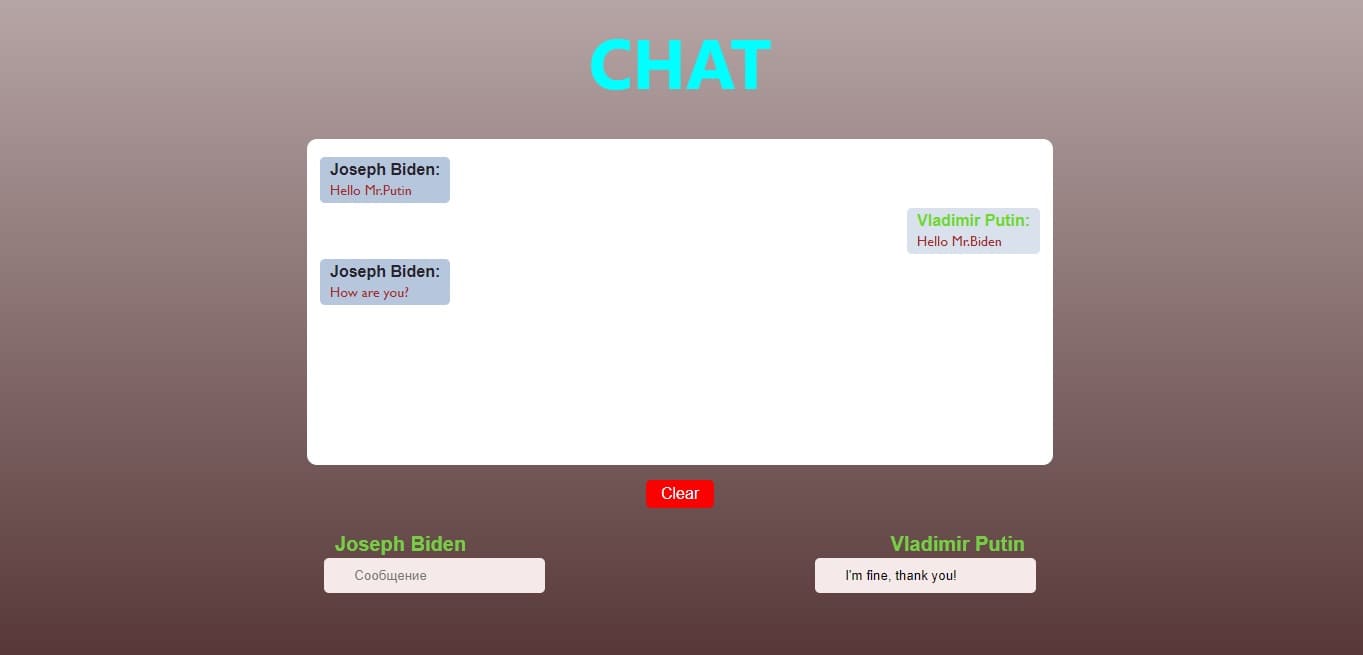 CHAT
Joseph Biden:
Hello Mr.Putin
Vladimir Putin:
Hello Mr.Biden
Joseph Biden:
How are you?
Clear
Joseph Biden
Vladimir Putin
Сообщение
I'm fine, thank you!